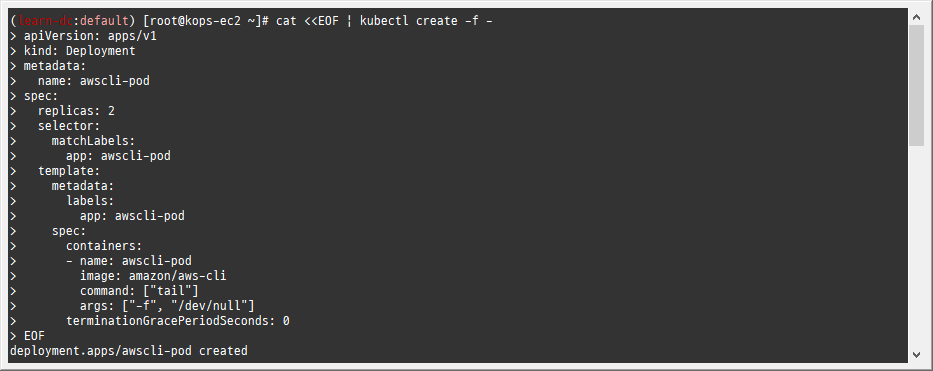 (learn-dt:default) [root@kops-ec2 ~]# cat <<EOF | kubectl create -f -
> apiVersion: apps/v1
> kind: Deployment
> metadata:
>   name: awscli-pod
> spec:
>   replicas: 2
>   selector:
>     matchLabels:
>       app: awscli-pod
>   template:
>     metadata:
>       labels:
>         app: awscli-pod
>     spec:
>       containers:
>       - name: awscli-pod
>         image: amazon/aws-cli
>         command: ["tail"]
>         args: ["-f", "/dev/null"]
>       terminationGracePeriodSeconds: 0
> EOF
deployment.apps/awscli-pod created